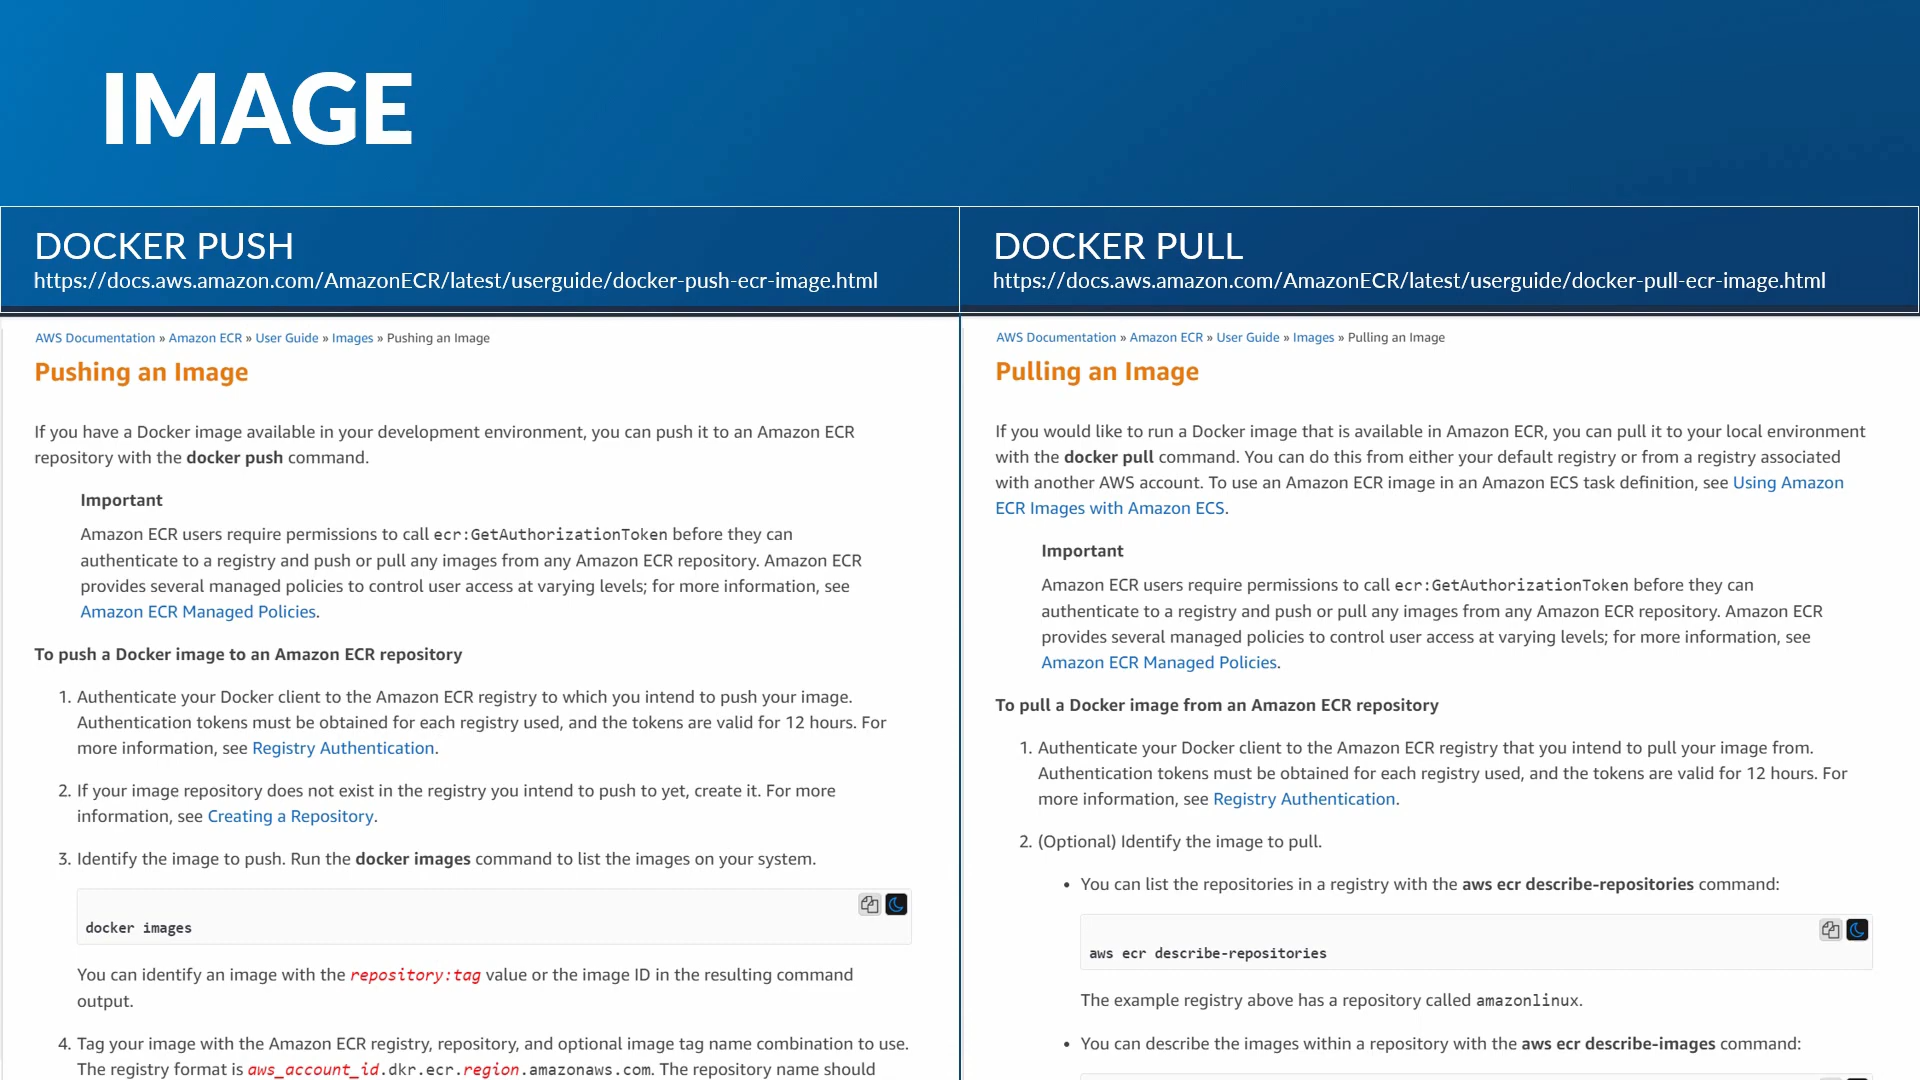 IMAGE
DOCKER PUSH
https://docs.aws.amazon.com/AmazonECR/latest/userguide/docker-push-ecr-image.html
AWS Documentation » Amazon ECR » User Guide » Images » Pushing an Image
Pushing an Image
If you have a Docker image available in your development environment, you can push it to an Amazon ECR
repository with the docker push command.
Important
Amazon ECR users require permissions to call ecr:GetAuthorizationToken before they can
authenticate to a registry and push or pull any images from any Amazon ECR repository. Amazon ECR
provides several managed policies to control user access at varying levels; for more information, see
Amazon ECR Managed Policies.
To push a Docker image to an Amazon ECR repository
1. Authenticate your Docker client to the Amazon ECR registry to which you intend to push your image.
Authentication tokens must be obtained for each registry used, and the tokens are valid for 12 hours. For
more information, see Registry Authentication.
2. If your image repository does not exist in the registry you intend to push to yet, create it. For more
information, see Creating a Repository.
3. Identify the image to push. Run the docker images command to list the images on your system.
docker images
You can identify an image with the repository:tag value or the image ID in the resulting command
output.
4. Tag your image with the Amazon ECR registry, repository, and optional image tag name combination to use.
The registry format is aws_account_id.dkr.ecr.region.amazonaws.com. The repository name should
DOCKER PULL
https://docs.aws.amazon.com/AmazonECR/latest/userguide/docker-pull-ecr-image.html
AWS Documentation » Amazon ECR » User Guide » Images » Pulling an Image
Pulling an Image
If you would like to run a Docker image that is available in Amazon ECR, you can pull it to your local environment
with the docker pull command. You can do this from either your default registry or from a registry associated
with another AWS account. To use an Amazon ECR image in an Amazon ECS task definition, see Using Amazon
ECR Images with Amazon ECS.
Important
Amazon ECR users require permissions to call ecr:GetAuthorizationToken before they can
authenticate to a registry and push or pull any images from any Amazon ECR repository. Amazon ECR
provides several managed policies to control user access at varying levels; for more information, see
Amazon ECR Managed Policies.
To pull a Docker image from an Amazon ECR repository
1. Authenticate your Docker client to the Amazon ECR registry that you intend to pull your image from.
Authentication tokens must be obtained for each registry used, and the tokens are valid for 12 hours. For
more information, see Registry Authentication.
2. (Optional) Identify the image to pull.
• You can list the repositories in a registry with the aws ecr describe-repositories command:
aws ecr describe-repositories
The example registry above has a repository called amazonlinux.
• You can describe the images within a repository with the aws ecr describe-images command: